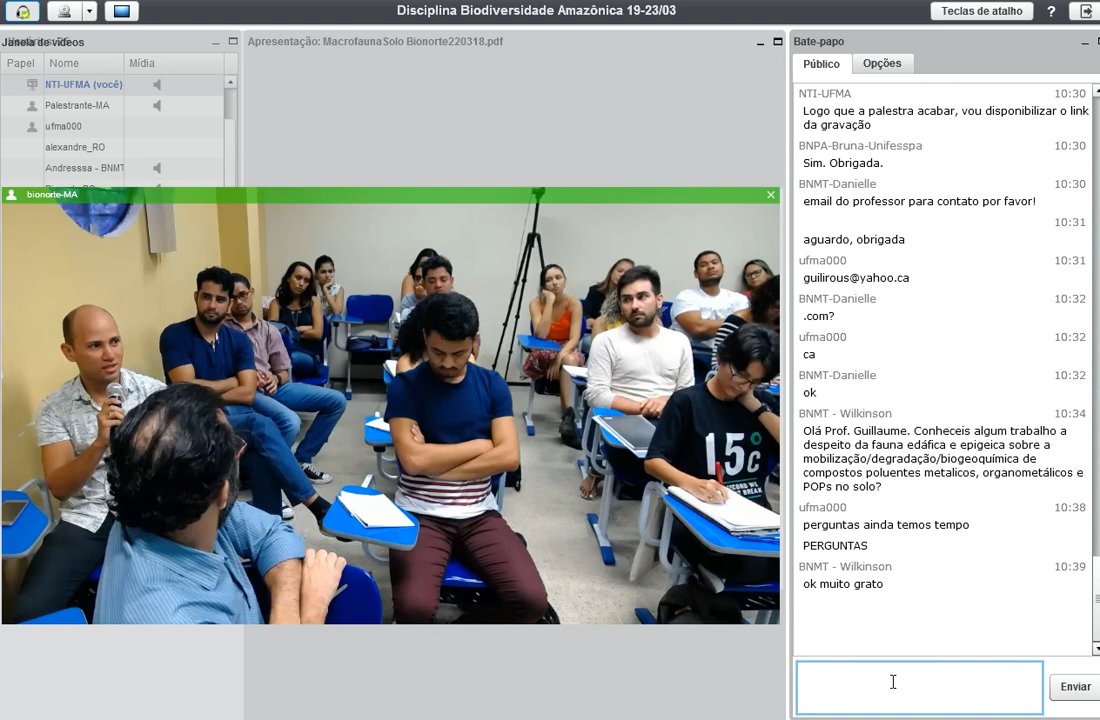 Disciplina Biodiversidade Amazônica 19-23/03
Teclas de atalho
?
Janela de vídeos
Papel Nome Mídia
NTI-UFMA (você)
Palestrante-MA
ufma000
alexandre_RO
Andresssa - BNMT
bionorte-MA
Apresentação: MacrofaunaSolo Bionorte220318.pdf
15°C
Bate-papo
Público Opções
NTI-UFMA 10:30
Logo que a palestra acabar, vou disponibilizar o link
da gravação
BNPA-Bruna-Unifesspa 10:30
Sim. Obrigada.
BNMT-Danielle 10:30
email do professor para contato por favor!
10:31
aguardo, obrigada
ufma000 10:31
guilirous@yahoo.ca
BNMT-Danielle 10:32
.com?
ufma000 10:32
ca
BNMT-Danielle 10:32
ok
BNMT - Wilkinson 10:34
Olá Prof. Guillaume. Conheceis algum trabalho a
despeito da fauna edáfica e epigeica sobre a
mobilização/degradação/biogeoquímica de
compostos poluentes metalicos, organometálicos e
POPs no solo?
ufma000 10:38
perguntas ainda temos tempo
PERGUNTAS
BNMT - Wilkinson 10:39
ok muito grato
Enviar